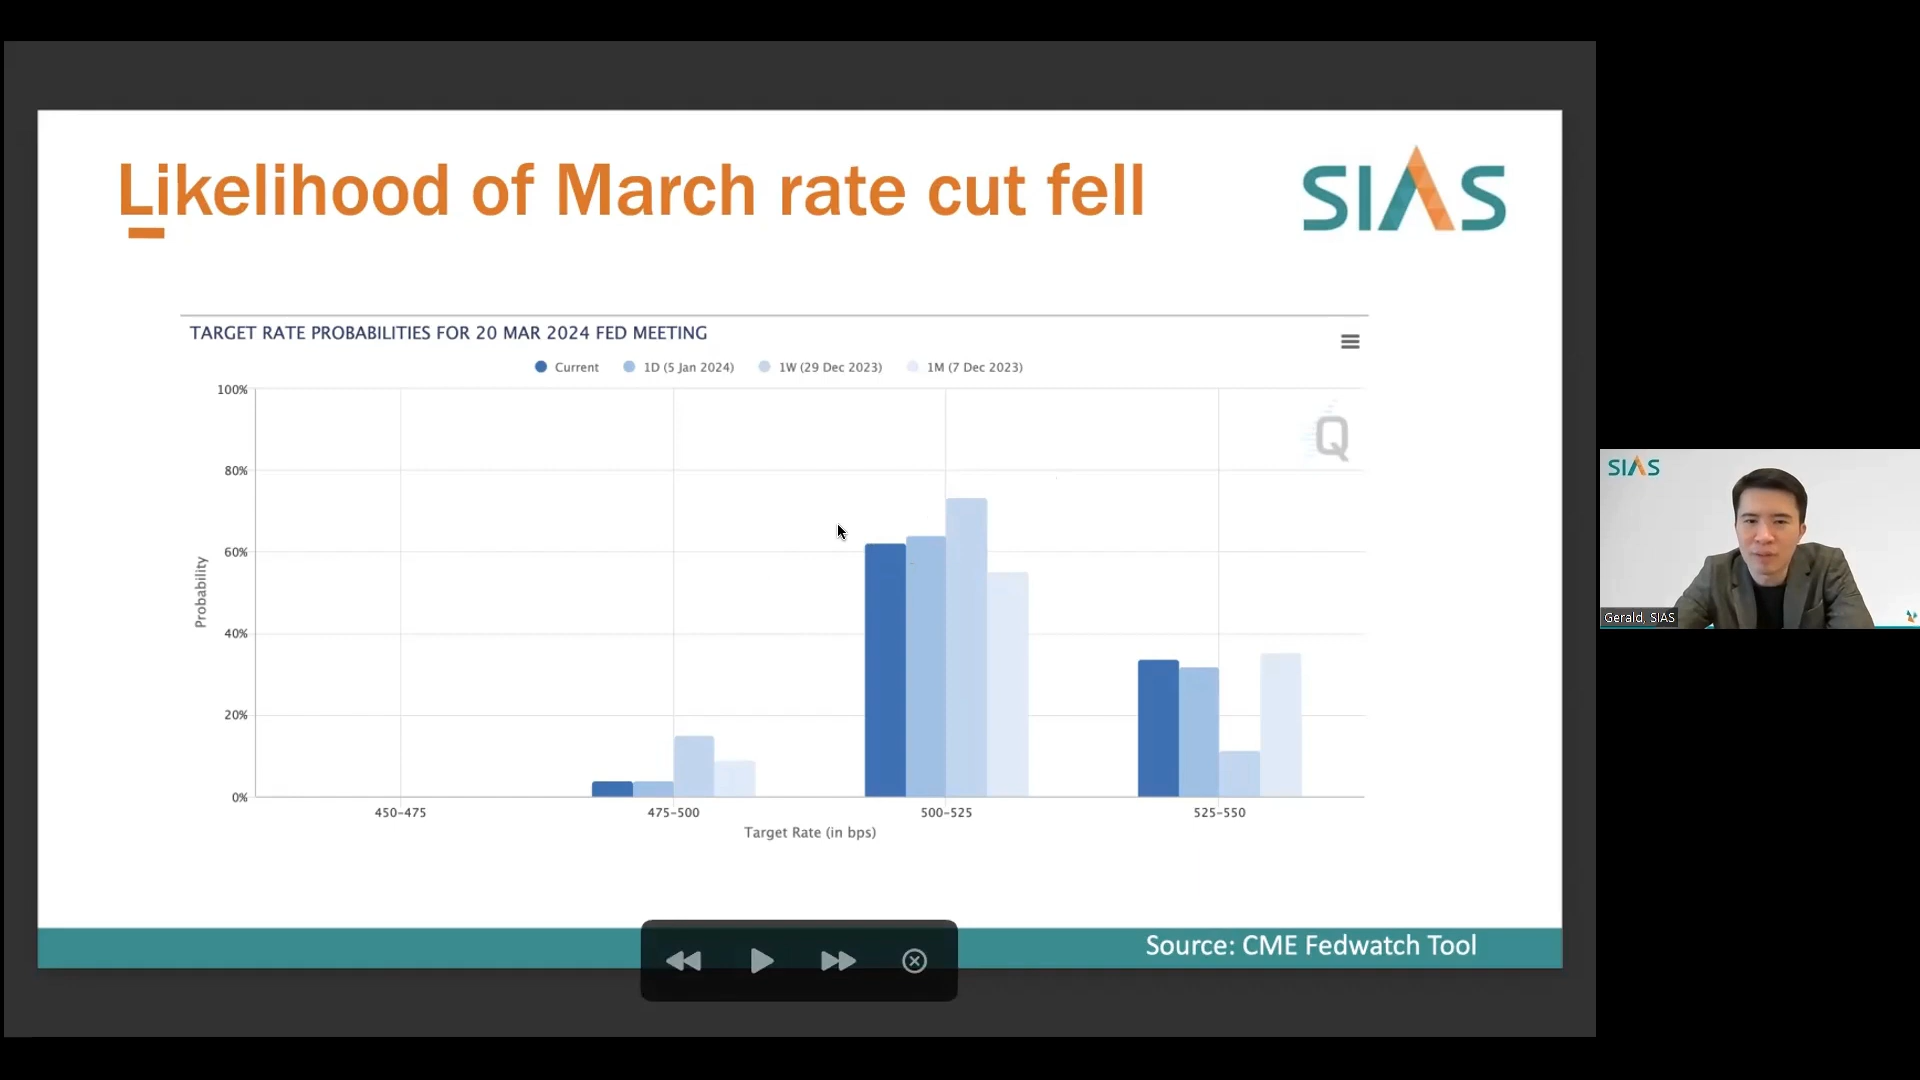 Likelihood of March rate cut fell
SIAS
TARGET RATE PROBABILITIES FOR 20 MAR 2024 FED MEETING
Current 1D (5 Jan 2024) 1W (29 Dec 2023) 1M (7 Dec 2023)
Q
100%
80%
60%
40%
20%
0%
Probability
450-475 475-500 500-525 525-550
Target Rate (in bps)
Source: CME Fedwatch Tool
SIAS
Gerald, SIAS